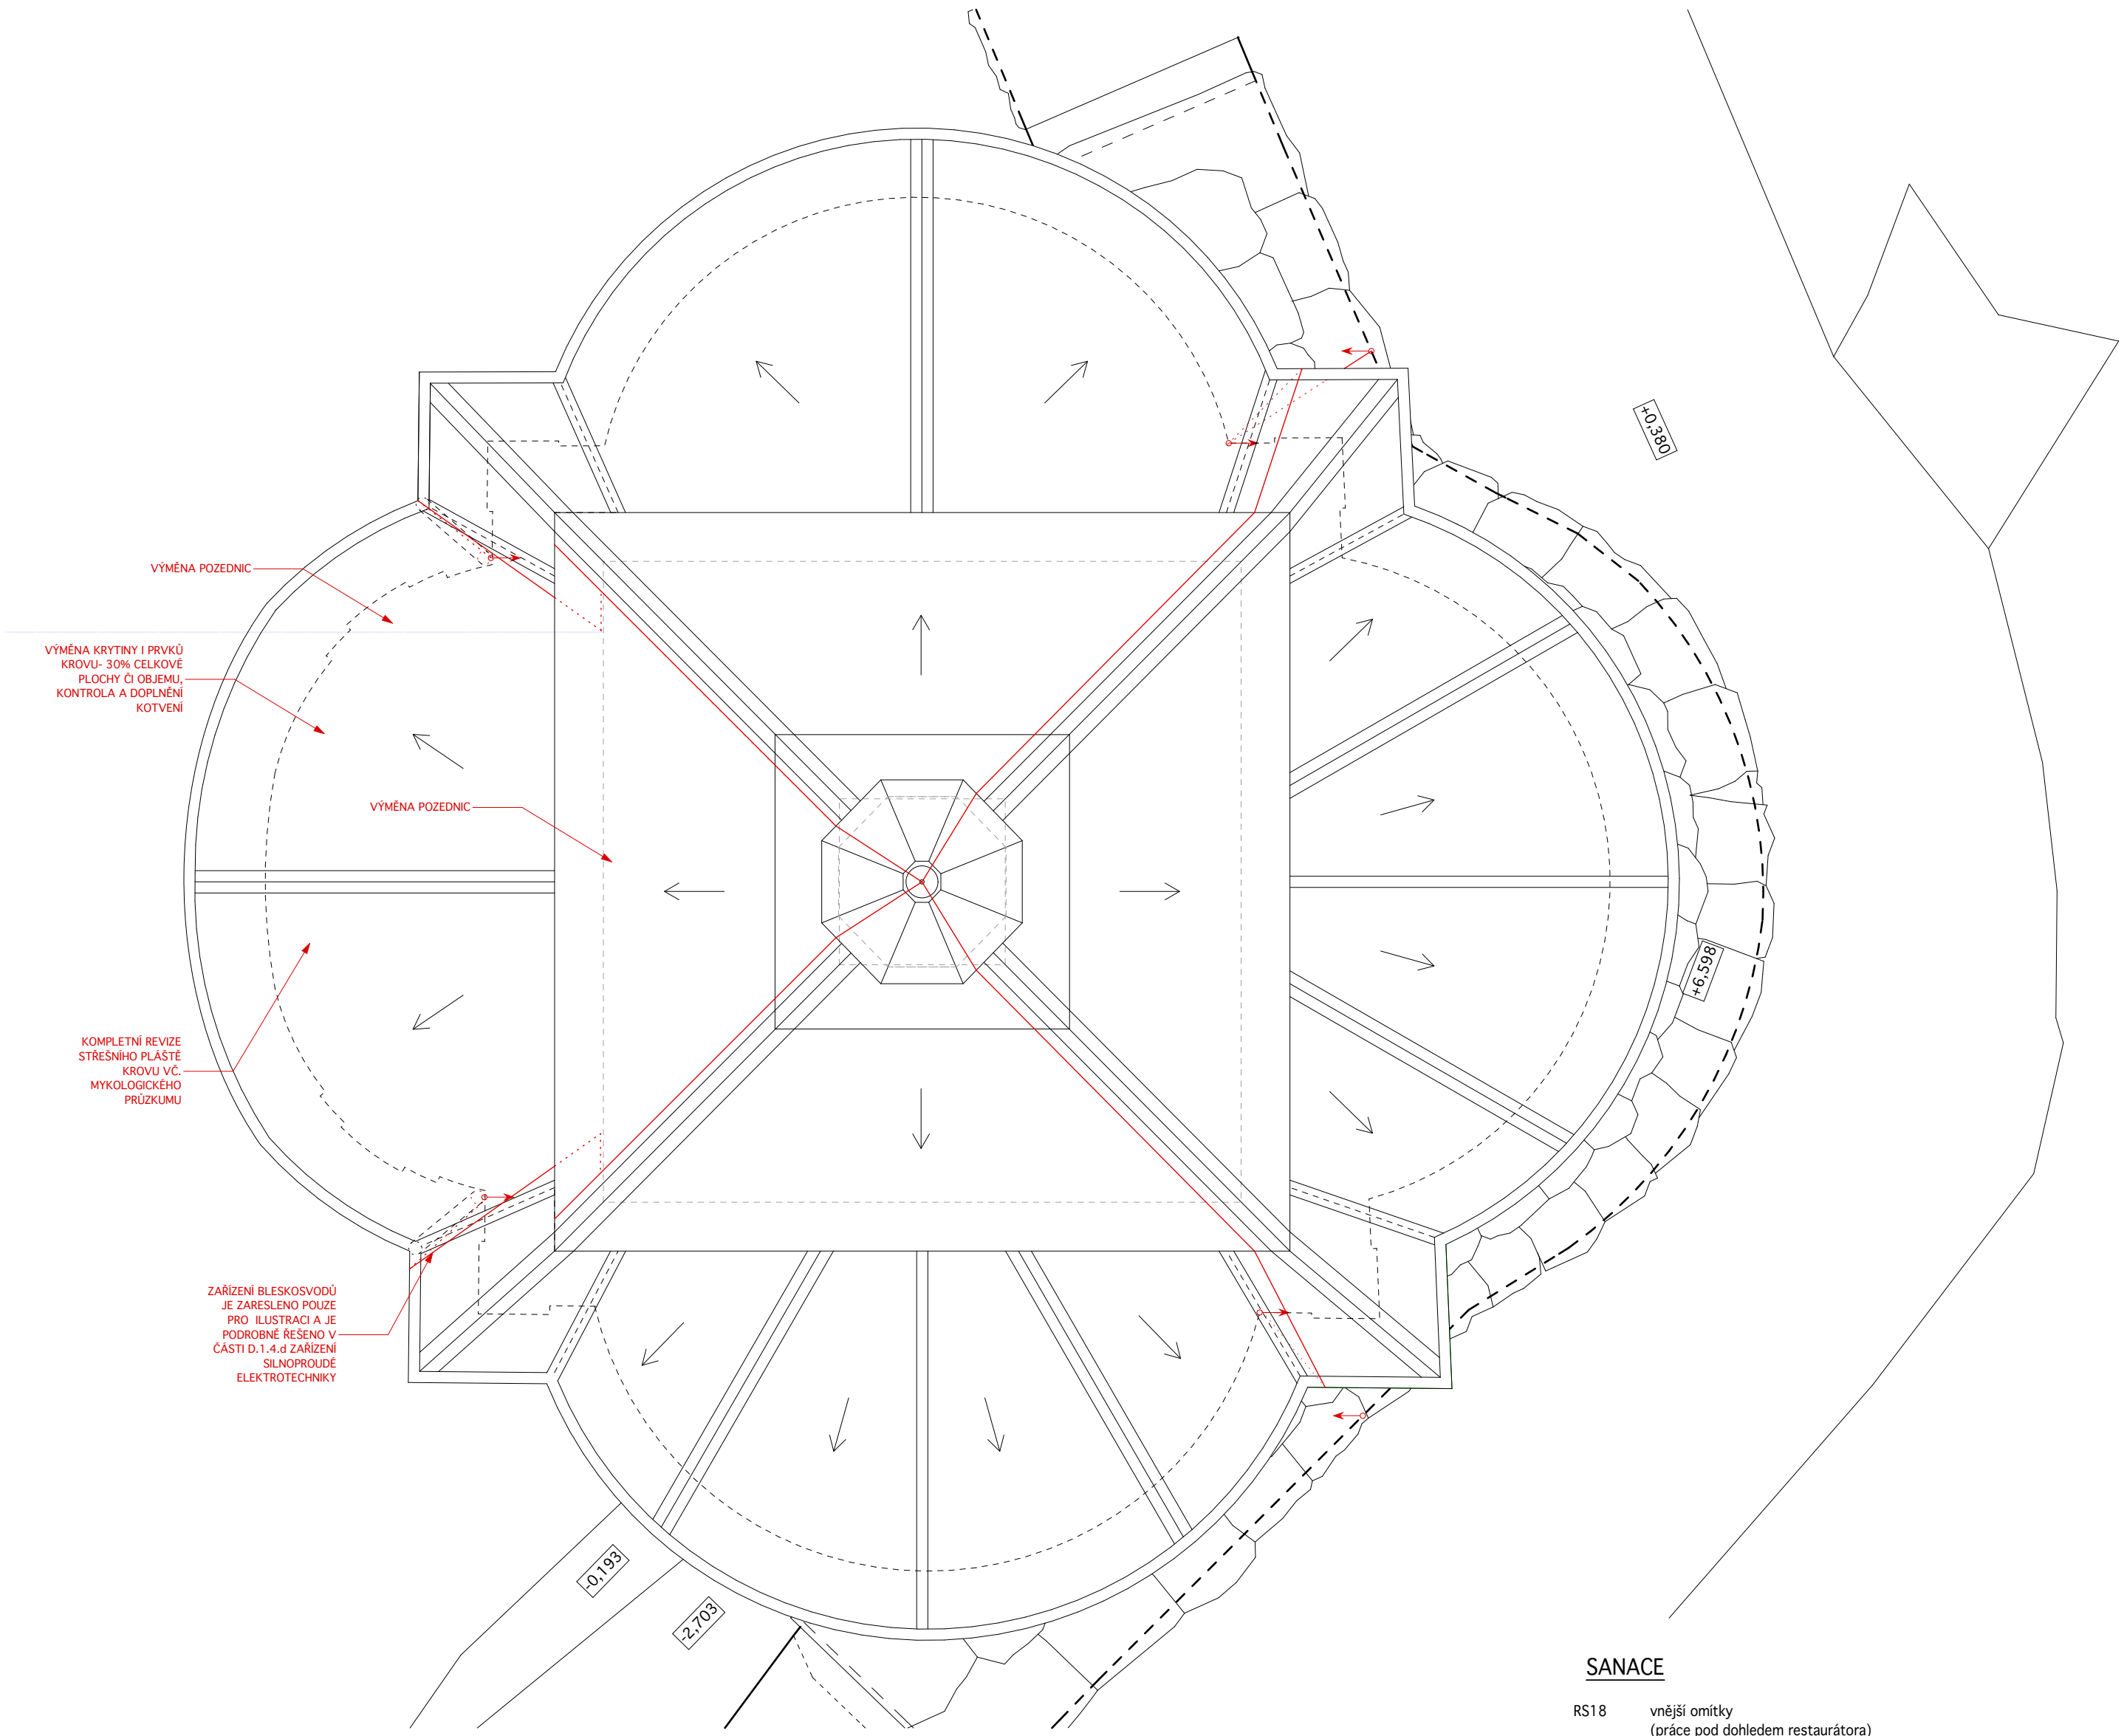 +0,380
VÝMĚNA POZEDNIC
VÝMĚNA KRYTINY I PRVKŮ
KROVU- 30% CELKOVÉ
PLOCHY ČI OBJEMU,
KONTROLA A DOPLNĚNÍ
KOTVENÍ
VÝMĚNA POZEDNIC
+6,598
KOMPLETNÍ REVIZE
STŘEŠNÍHO PLÁŠTĚ
KROVU VČ.
MYKOLOGICKÉHO
PRŮZKUMU
ZAŘÍZENÍ BLESKOSVODŮ
JE ZARESLENO POUZE
PRO ILUSTRACI A JE
PODROBNĚ ŘEŠENO V
ČÁSTI D.1.4.d ZAŘÍZENÍ
SILNOPROUDÉ
ELEKTROTECHNIKY
-0,193
-2,703
SANACE
RS18 vnější omítky
(práce pod dohledem restaurátora)